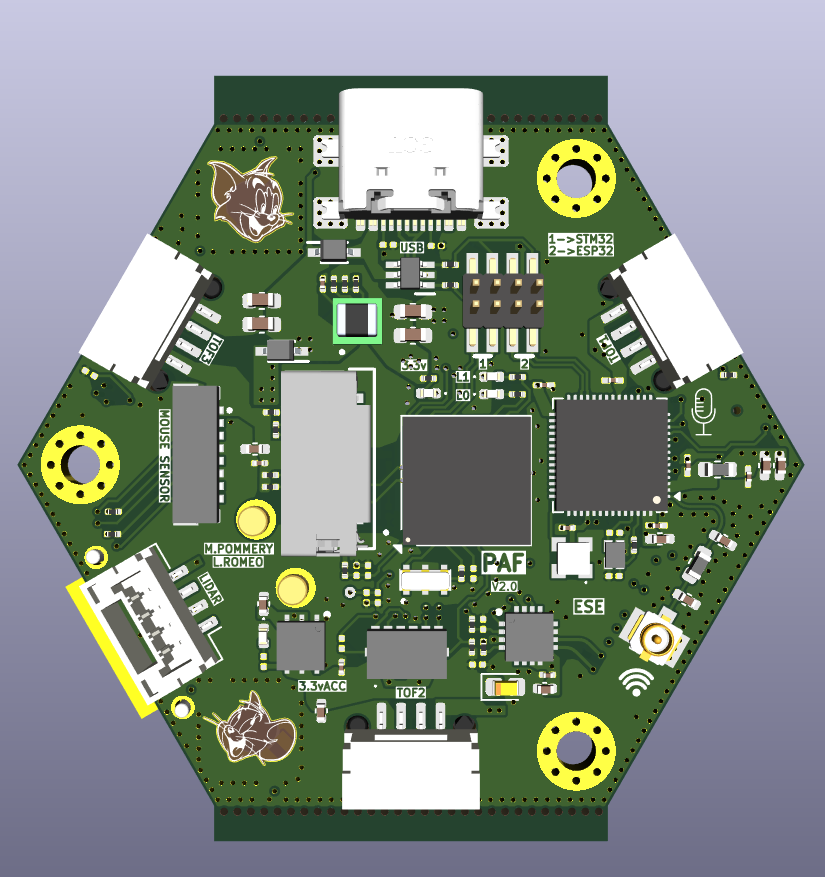 USB
1->STM32
2->ESP32
TOF3
TOF1
3.3v
1 2
L1
L0
MOUSE SENSOR
M.POMMERY
L.ROMEO
PAF
V2.0
LIDAR
ESE
3.3vACC
TOF2